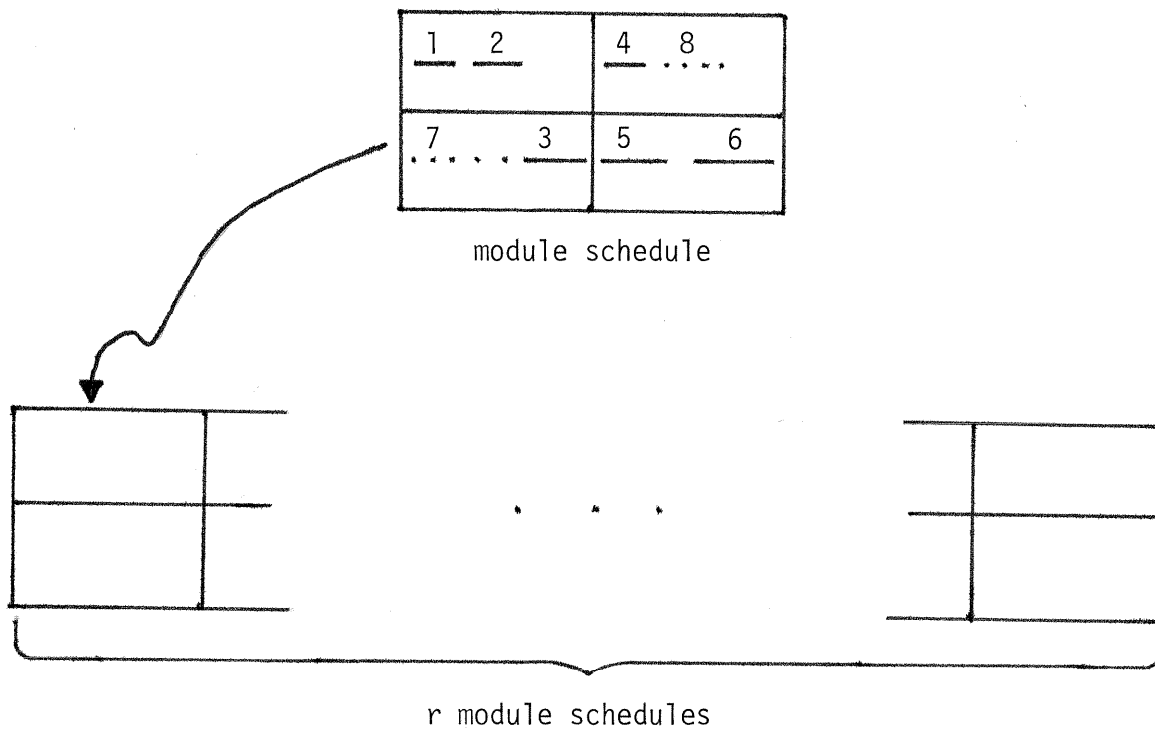 1 2 4 8
7 3 5 6
module schedule
. . .
r module schedules